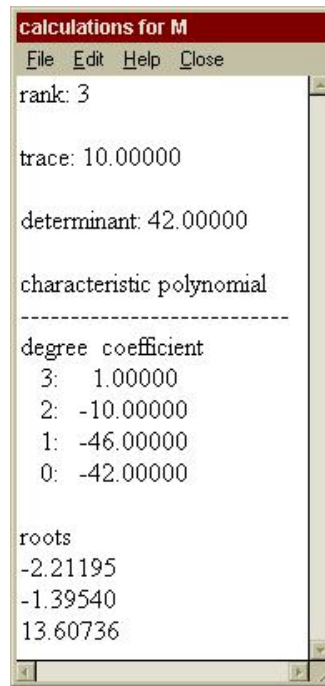 calculations for M
File Edit Help Close
rank: 3
trace: 10.00000
determinant: 42.00000
characteristic polynomial
---------------------------
degree coefficient
3: 1.00000
2: -10.00000
1: -46.00000
0: -42.00000
roots
-2.21195
-1.39540
13.60736